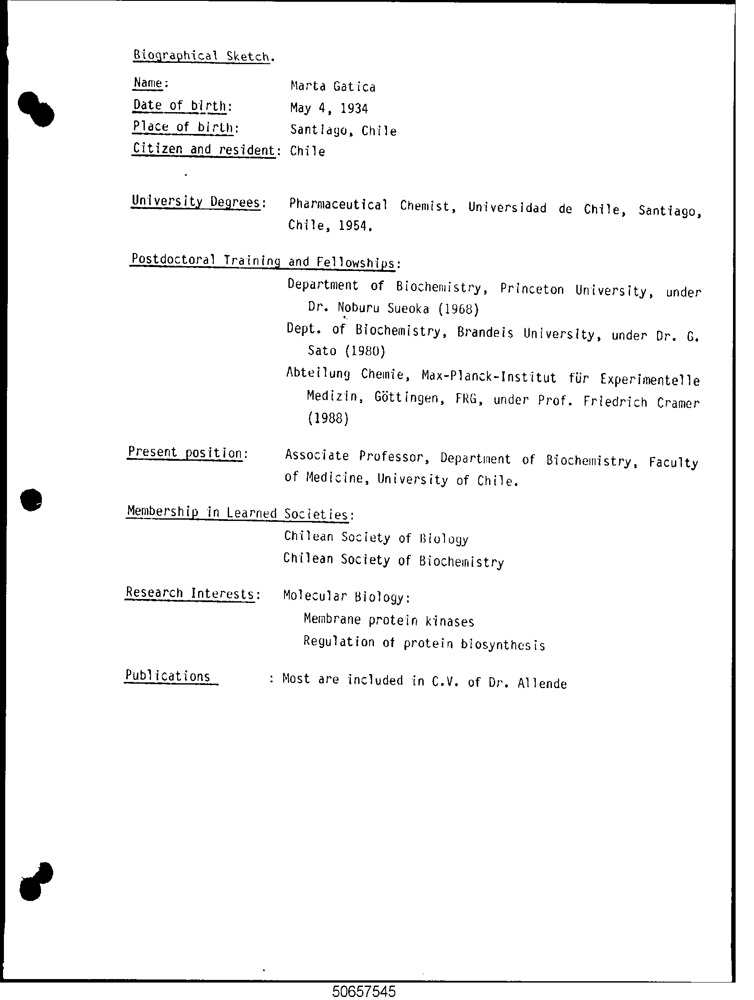 Biographical Sketch.
Name: Marta Gatica
Date of birth: May 4, 1934
Place of birth: Santiago, Chile
Citizen and resident: Chile
University Degrees: Pharmaceutical Chemist, Universidad de Chile, Santiago,
Chile, 1954.
Postdoctoral Training and Fellowships:
Department of Biochemistry, Princeton University, under
Dr. Noburu Sueoka (1968)
Dept. of Biochemistry, Brandeis University, under Dr. G.
Sato (1980)
Abteilung Chemie, Max-Planck-Institut für Experimentelle
Medizin, Göttingen, FRG, under Prof. Friedrich Cramer
(1988)
Present position: Associate Professor, Department of Biochemistry, Faculty
of Medicine, University of Chile.
Membership in Learned Societies:
Chilean Society of Biology
Chilean Society of Biochemistry
Research Interests: Molecular Biology:
Membrane protein kinases
Regulation of protein biosynthesis
Publications : Most are included in C.V. of Dr. Allende
50657545